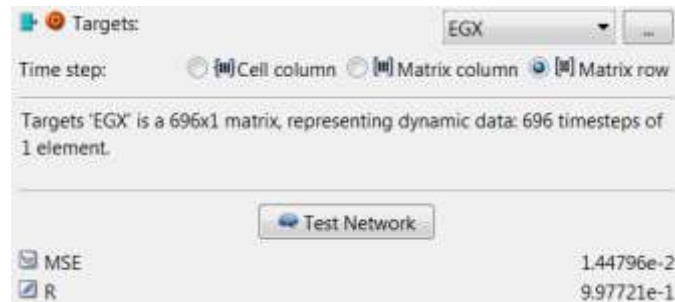 Targets: EGX ...
Time step: Cell column Matrix column Matrix row
Targets 'EGX' is a 696x1 matrix, representing dynamic data: 696 timesteps of
1 element.
Test Network
MSE 1.44796e-2
R 9.97721e-1